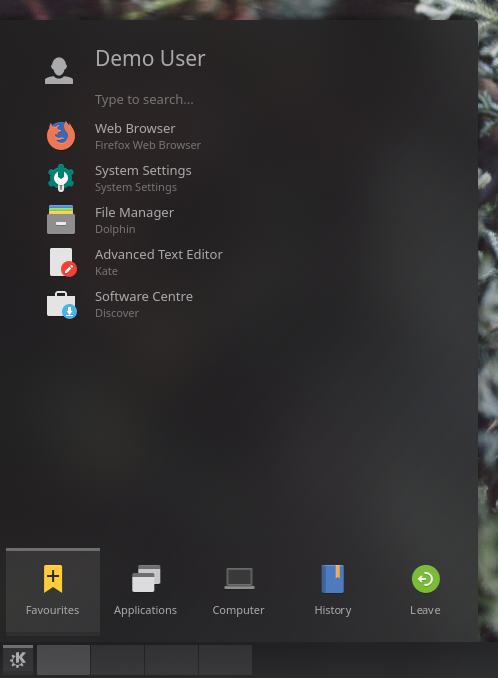 Demo User
Type to search...
Web Browser
Firefox Web Browser
System Settings
System Settings
File Manager
Dolphin
Advanced Text Editor
Kate
Software Centre
Discover
Favourites Applications Computer History Leave